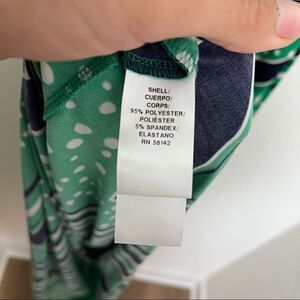 SHELL/
CUERPO/
CORPS:
95% POLYESTER/
POLIÉSTER
5% SPANDEX/
ELASTANO
RN 58142